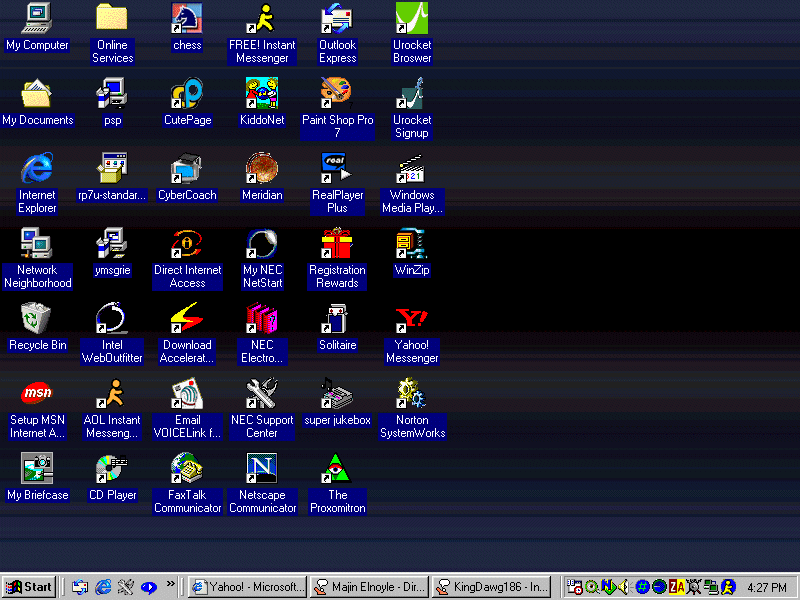 My Computer
Online
Services
chess
FREE! Instant
Messenger
Outlook
Express
Urocket
Broswer
My Documents
psp
CutePage
KiddoNet
Paint Shop Pro
7
Urocket
Signup
Internet
Explorer
rp7u-standar...
CyberCoach
Meridian
real
RealPlayer
Plus
321
Windows
Media Play...
Network
Neighborhood
ymsgrie
Direct Internet
Access
My NEC
NetStart
Registration
Rewards
WinZip
Recycle Bin
Intel
WebOutfitter
Download
Accelerat...
NEC
Electro...
Solitaire
Y!
Yahoo!
Messenger
msn
Setup MSN
Internet A...
AOL Instant
Messeng...
Email
VOICELink f...
NEC Support
Center
super jukebox
Norton
SystemWorks
My Briefcase
CD Player
FaxTalk
Communicator
N
Netscape
Communicator
The
Proxomitron
Start
»
Yahoo! - Microsoft...
Majin Elnoyle - Dir...
KingDawg186 - In...
N
ZA
4:27 PM